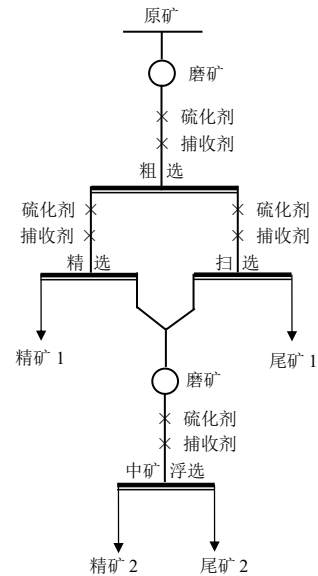 原矿
磨矿
硫化剂
捕收剂
粗 选
硫化剂 硫化剂
捕收剂 捕收剂
精 选 扫 选
精矿 1 尾矿 1
磨矿
硫化剂
捕收剂
中矿 浮选
精矿 2 尾矿 2